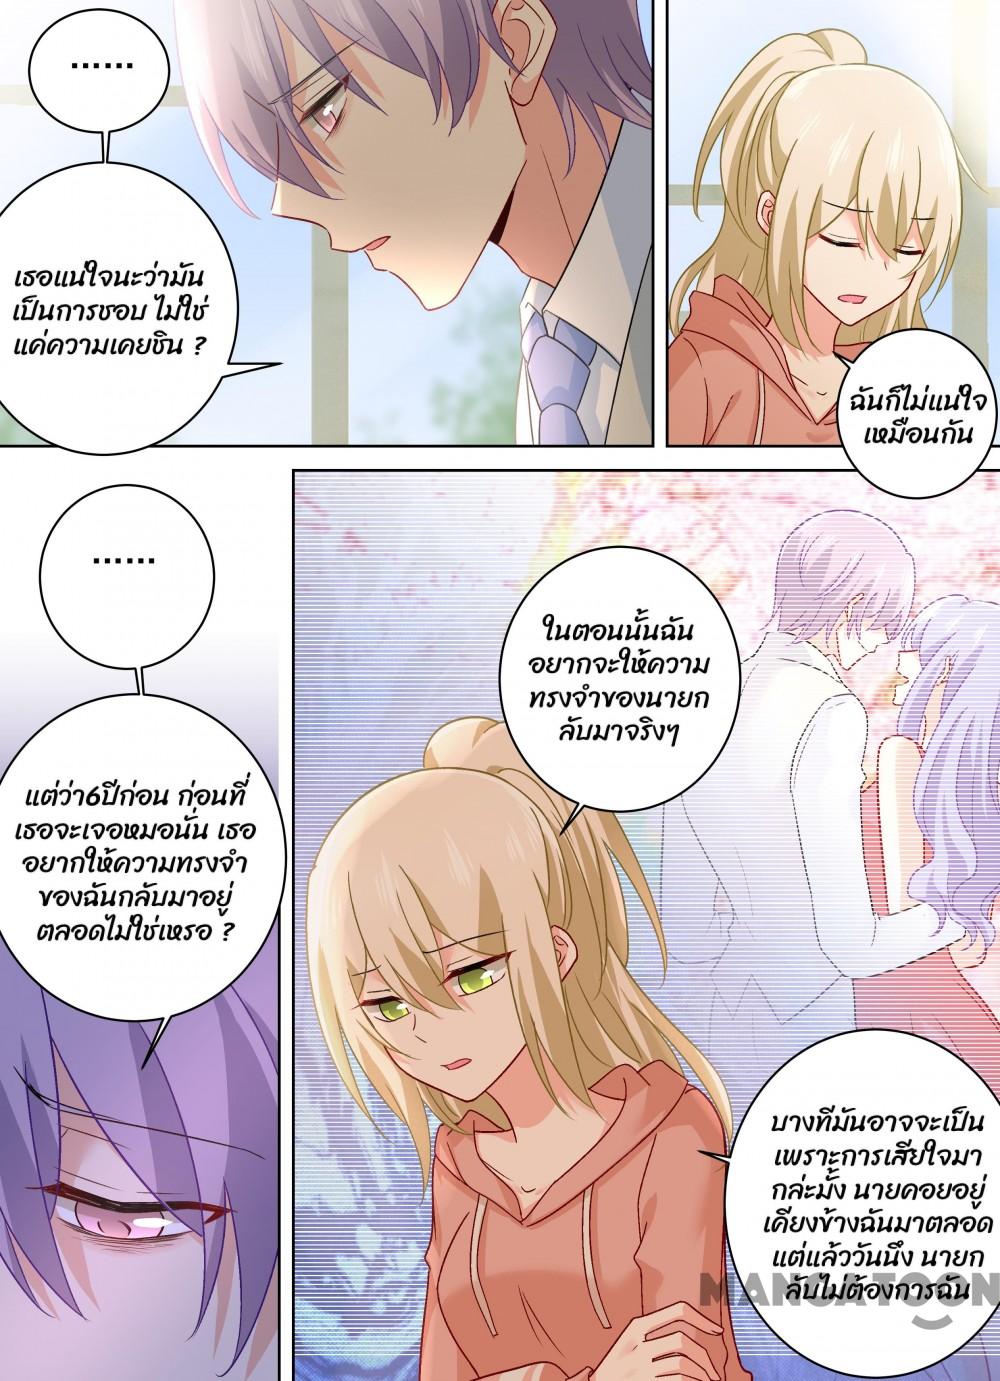 ......
เธอแน่ใจนะว่ามัน
เป็นการชอบ ไม่ใช่
แค่ความเคยชิน ?
ฉันก็ไม่แน่ใจ
เหมือนกัน
......
แต่ว่า6ปีก่อน ก่อนที่
เธอจะเจอหมอนั่น เธอ
อยากให้ความทรงจำ
ของฉันกลับมาอยู่
ตลอดไม่ใช่เหรอ ?
ในตอนนั้นฉัน
อยากจะให้ความ
ทรงจำของนายก
ลับมาจริงๆ
บางทีมันอาจจะเป็น
เพราะการเสียใจมา
กล่ะมั้ง นายคอยอยู่
เคียงข้างฉันมาตลอด
แต่แล้ววันนึง นายก
ลับไม่ต้องการฉัน
MANGATOON